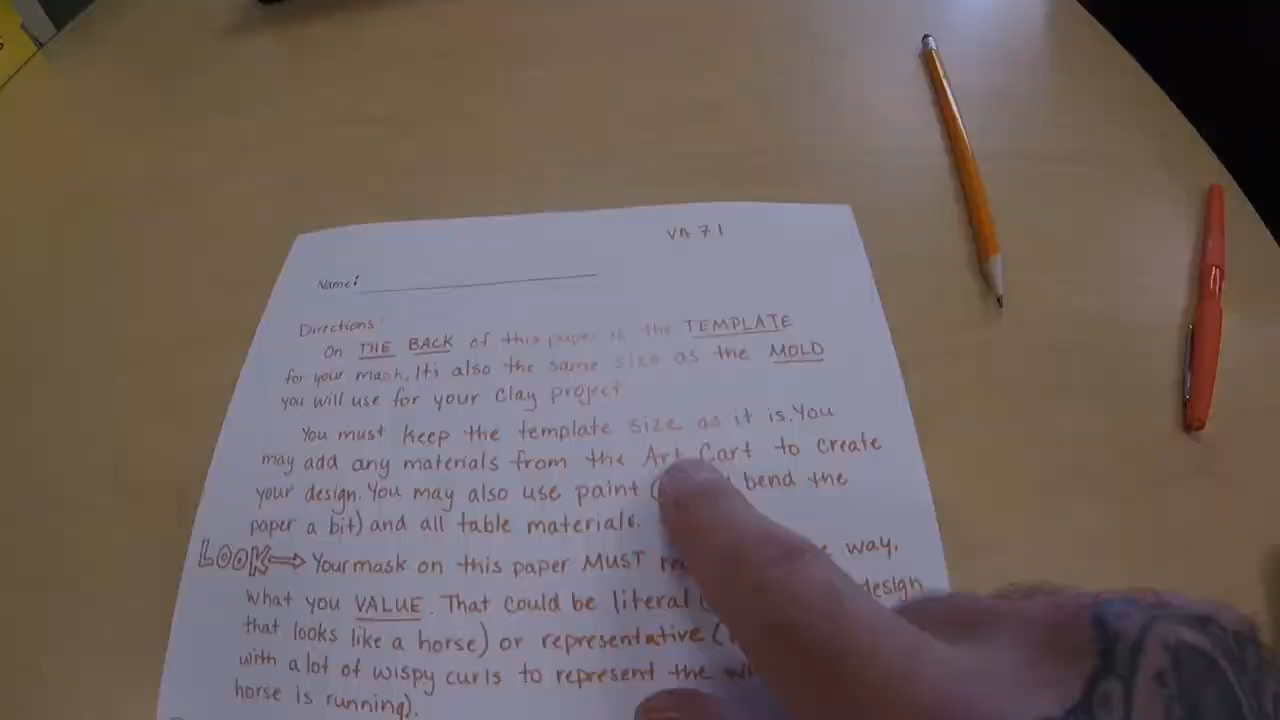 VA 71
Name:
Directions:
On THE BACK of this paper is the TEMPLATE
for your mask. It's also the same size as the MOLD
you will use for your clay project
You must keep the template size as it is. You
may add any materials from the Art Cart to create
your design. You may also use paint ( bend the
paper a bit) and all table materials.
LOOK → Your mask on this paper MUST way,
what you VALUE. That could be literal ( design
that looks like a horse) or representative (
with a lot of wispy curls to represent the
horse is running).